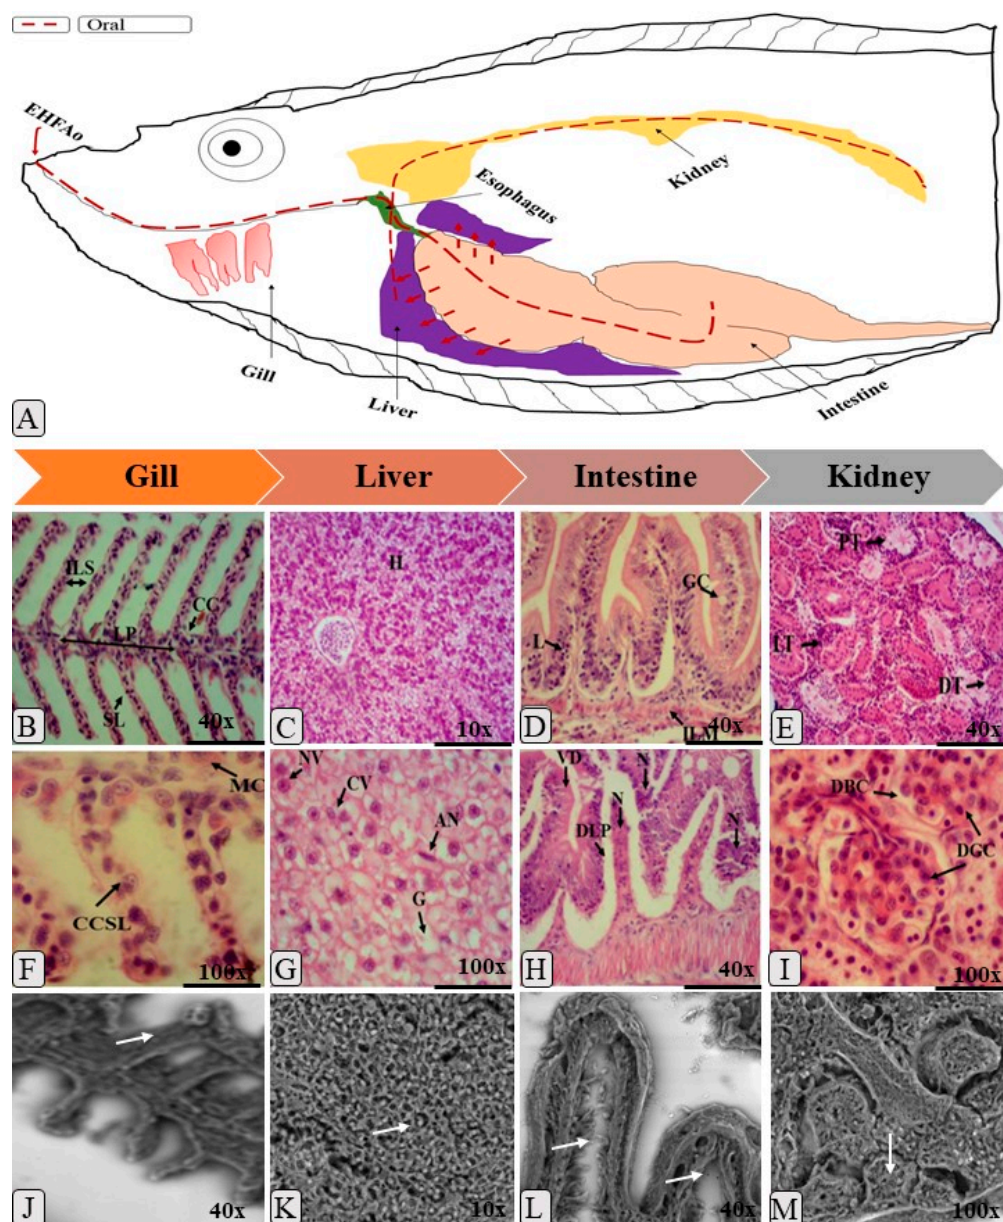 Oral
EHFAo
Esophagus
Kidney
Gill
Liver
Intestine
A
Gill Liver Intestine Kidney
ILS
CC
LP
SL
B 40x
H
C 10x
GC
L
ILM
D 40x
PT
LT
DT
E 40x
MC
CCSL
F 100x
NV
CV
AN
G
G 100x
VD
N
N
DLP
N
H 40x
DBC
DGC
I 100x
J 40x
K 10x
L 40x
M 100x